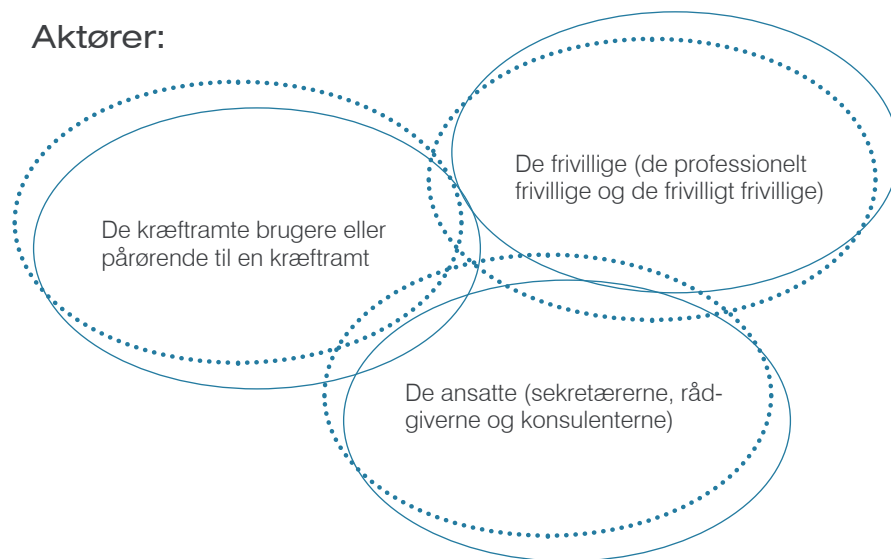 Aktører:
De frivillige (de professionelt
frivillige og de frivilligt frivillige)
De kræftramte brugere eller
pårørende til en kræftramt
De ansatte (sekretærerne, råd-
giverne og konsulenterne)